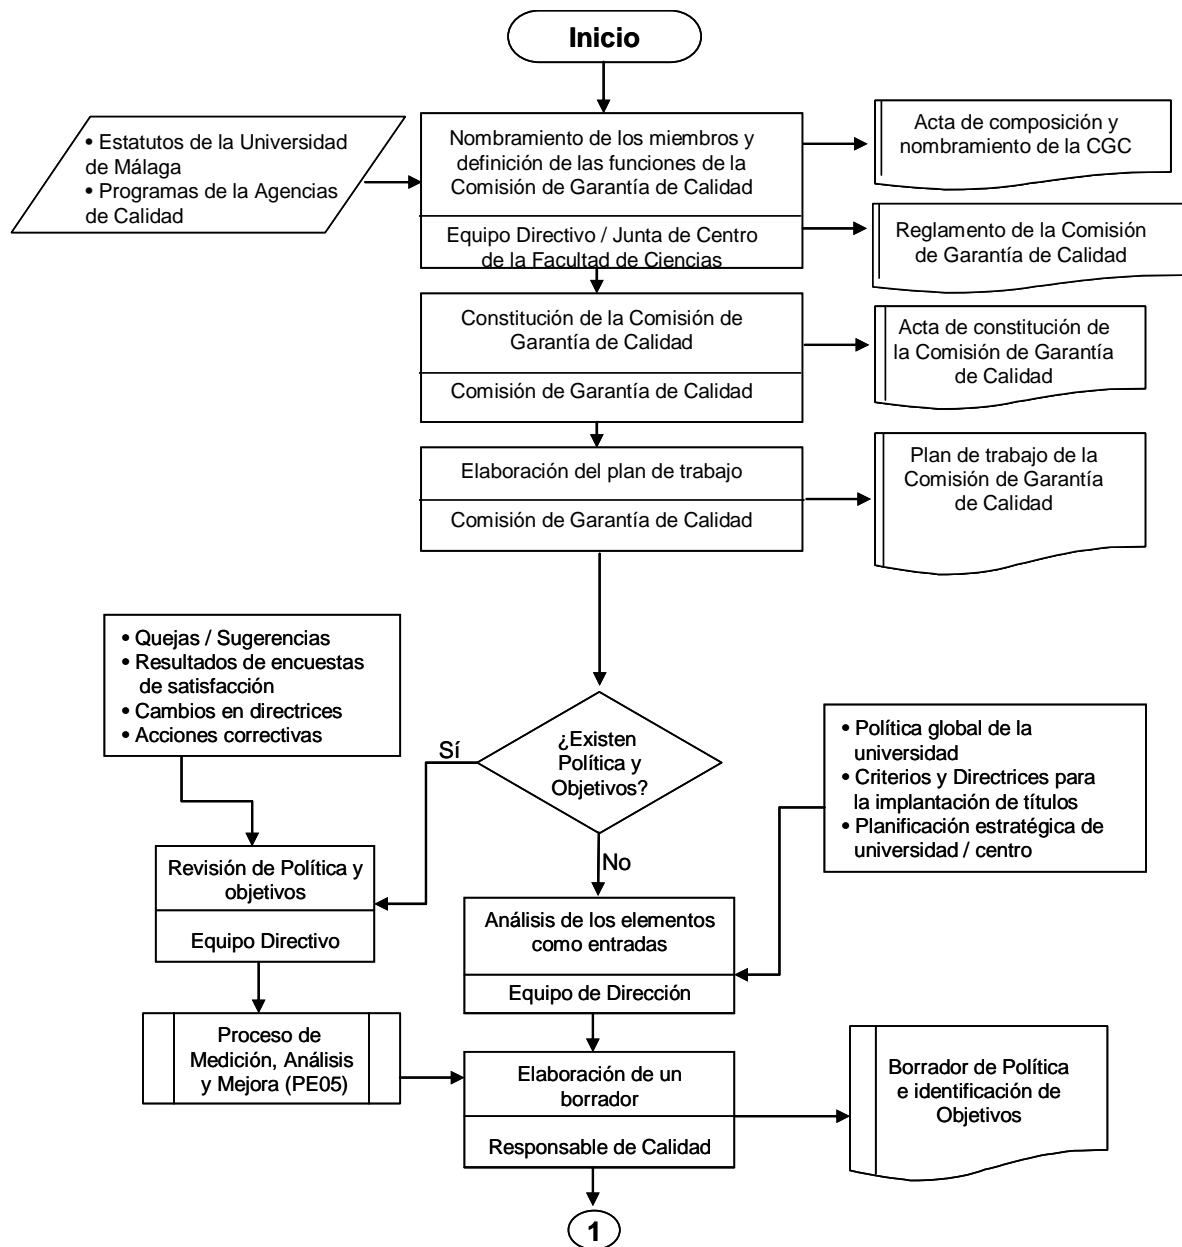 Inicio
• Estatutos de la Universidad
de Málaga
• Programas de la Agencias
de Calidad
Nombramiento de los miembros y
definición de las funciones de la
Comisión de Garantía de Calidad
Equipo Directivo / Junta de Centro
de la Facultad de Ciencias
Acta de composición y
nombramiento de la CGC
Reglamento de la Comisión
de Garantía de Calidad
Constitución de la Comisión de
Garantía de Calidad
Comisión de Garantía de Calidad
Acta de constitución de
la Comisión de Garantía
de Calidad
Elaboración del plan de trabajo
Comisión de Garantía de Calidad
Plan de trabajo de la
Comisión de Garantía
de Calidad
• Quejas / Sugerencias
• Resultados de encuestas
de satisfacción
• Cambios en directrices
• Acciones correctivas
¿Existen
Política y
Objetivos?
Sí
No
• Política global de la
universidad
• Criterios y Directrices para
la implantación de títulos
• Planificación estratégica de
universidad / centro
Revisión de Política y
objetivos
Equipo Directivo
Análisis de los elementos
como entradas
Equipo de Dirección
Proceso de
Medición, Análisis
y Mejora (PE05)
Elaboración de un
borrador
Responsable de Calidad
Borrador de Política
e identificación de
Objetivos
1